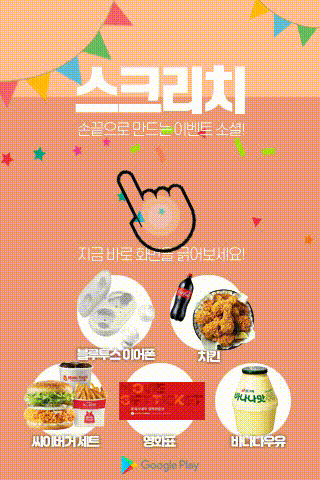 스크리치
손끝으로 만드는 이벤트 소셜!
지금 바로 화면을 긁어보세요!
블루투스 이어폰
치킨
싸이버거 세트
영화표
바나나우유
바나나맛
Google Play